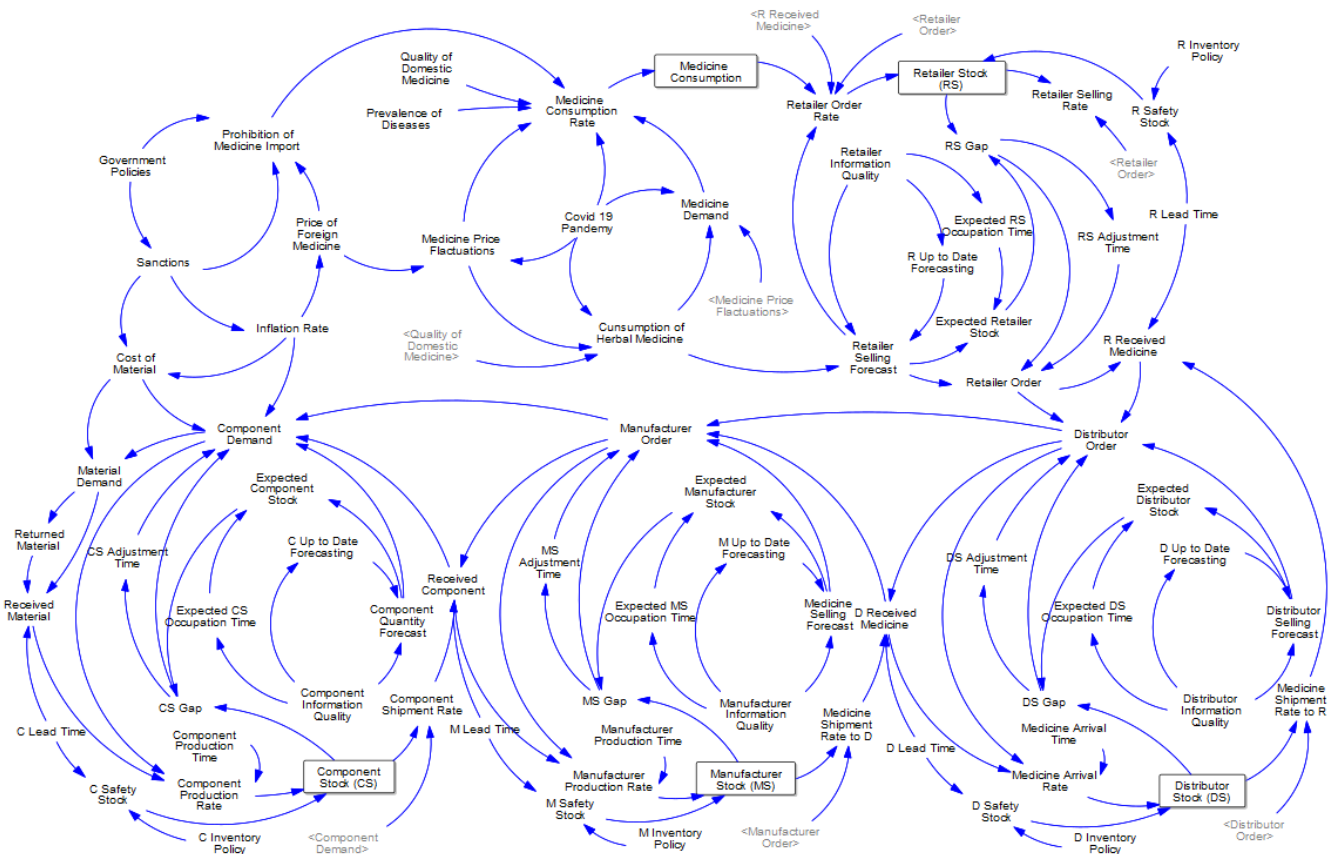 <R Received
Medicine>
<Retailer
Order>
Quality of
Domestic
Medicine
Medicine
Consumption
Retailer Stock
(RS)
R Inventory
Policy
Prevalence of
Diseases
Medicine
Consumption
Rate
Retailer Order
Rate
Retailer Selling
Rate
R Safety
Stock
Prohibition of
Medicine Import
Government
Policies
Retailer
Information
Quality
RS Gap
<Retailer
Order>
Price of
Foreign
Medicine
Medicine Price
Flactuations
Covid 19
Pandemy
Medicine
Demand
Expected RS
Occupation Time
R Lead Time
RS Adjustment
Time
Sanctions
R Up to Date
Forecasting
<Medicine Price
Flactuations>
Inflation Rate
<Quality of
Domestic
Medicine>
Cunsumption of
Herbal Medicine
Expected Retailer
Stock
Cost of
Material
Retailer
Selling
Forecast
Retailer Order
R Received
Medicine
Component
Demand
Manufacturer
Order
Distributor
Order
Material
Demand
Expected
Component
Stock
Expected
Manufacturer
Stock
Expected
Distributor
Stock
Returned
Material
CS Adjustment
Time
C Up to Date
Forecasting
MS
Adjustment
Time
M Up to Date
Forecasting
DS Adjustment
Time
D Up to Date
Forecasting
Received
Material
Expected CS
Occupation Time
Component
Quantity
Forecast
Received
Component
Expected MS
Occupation Time
Medicine
Selling
Forecast
D Received
Medicine
Expected DS
Occupation Time
Distributor
Selling
Forecast
CS Gap
Component
Information
Quality
Component
Shipment Rate
MS Gap
Manufacturer
Information
Quality
Medicine
Shipment
Rate to D
DS Gap
Distributor
Information
Quality
Medicine
Shipment
Rate to R
C Lead Time
Component
Production
Time
M Lead Time
Manufacturer
Production Time
D Lead Time
Medicine Arrival
Time
C Safety
Stock
Component
Production
Rate
Component
Stock (CS)
M Safety
Stock
Manufacturer
Production Rate
Manufacturer
Stock (MS)
D Safety
Stock
Medicine Arrival
Rate
Distributor
Stock (DS)
C Inventory
Policy
<Component
Demand>
M Inventory
Policy
<Manufacturer
Order>
D Inventory
Policy
<Distributor
Order>